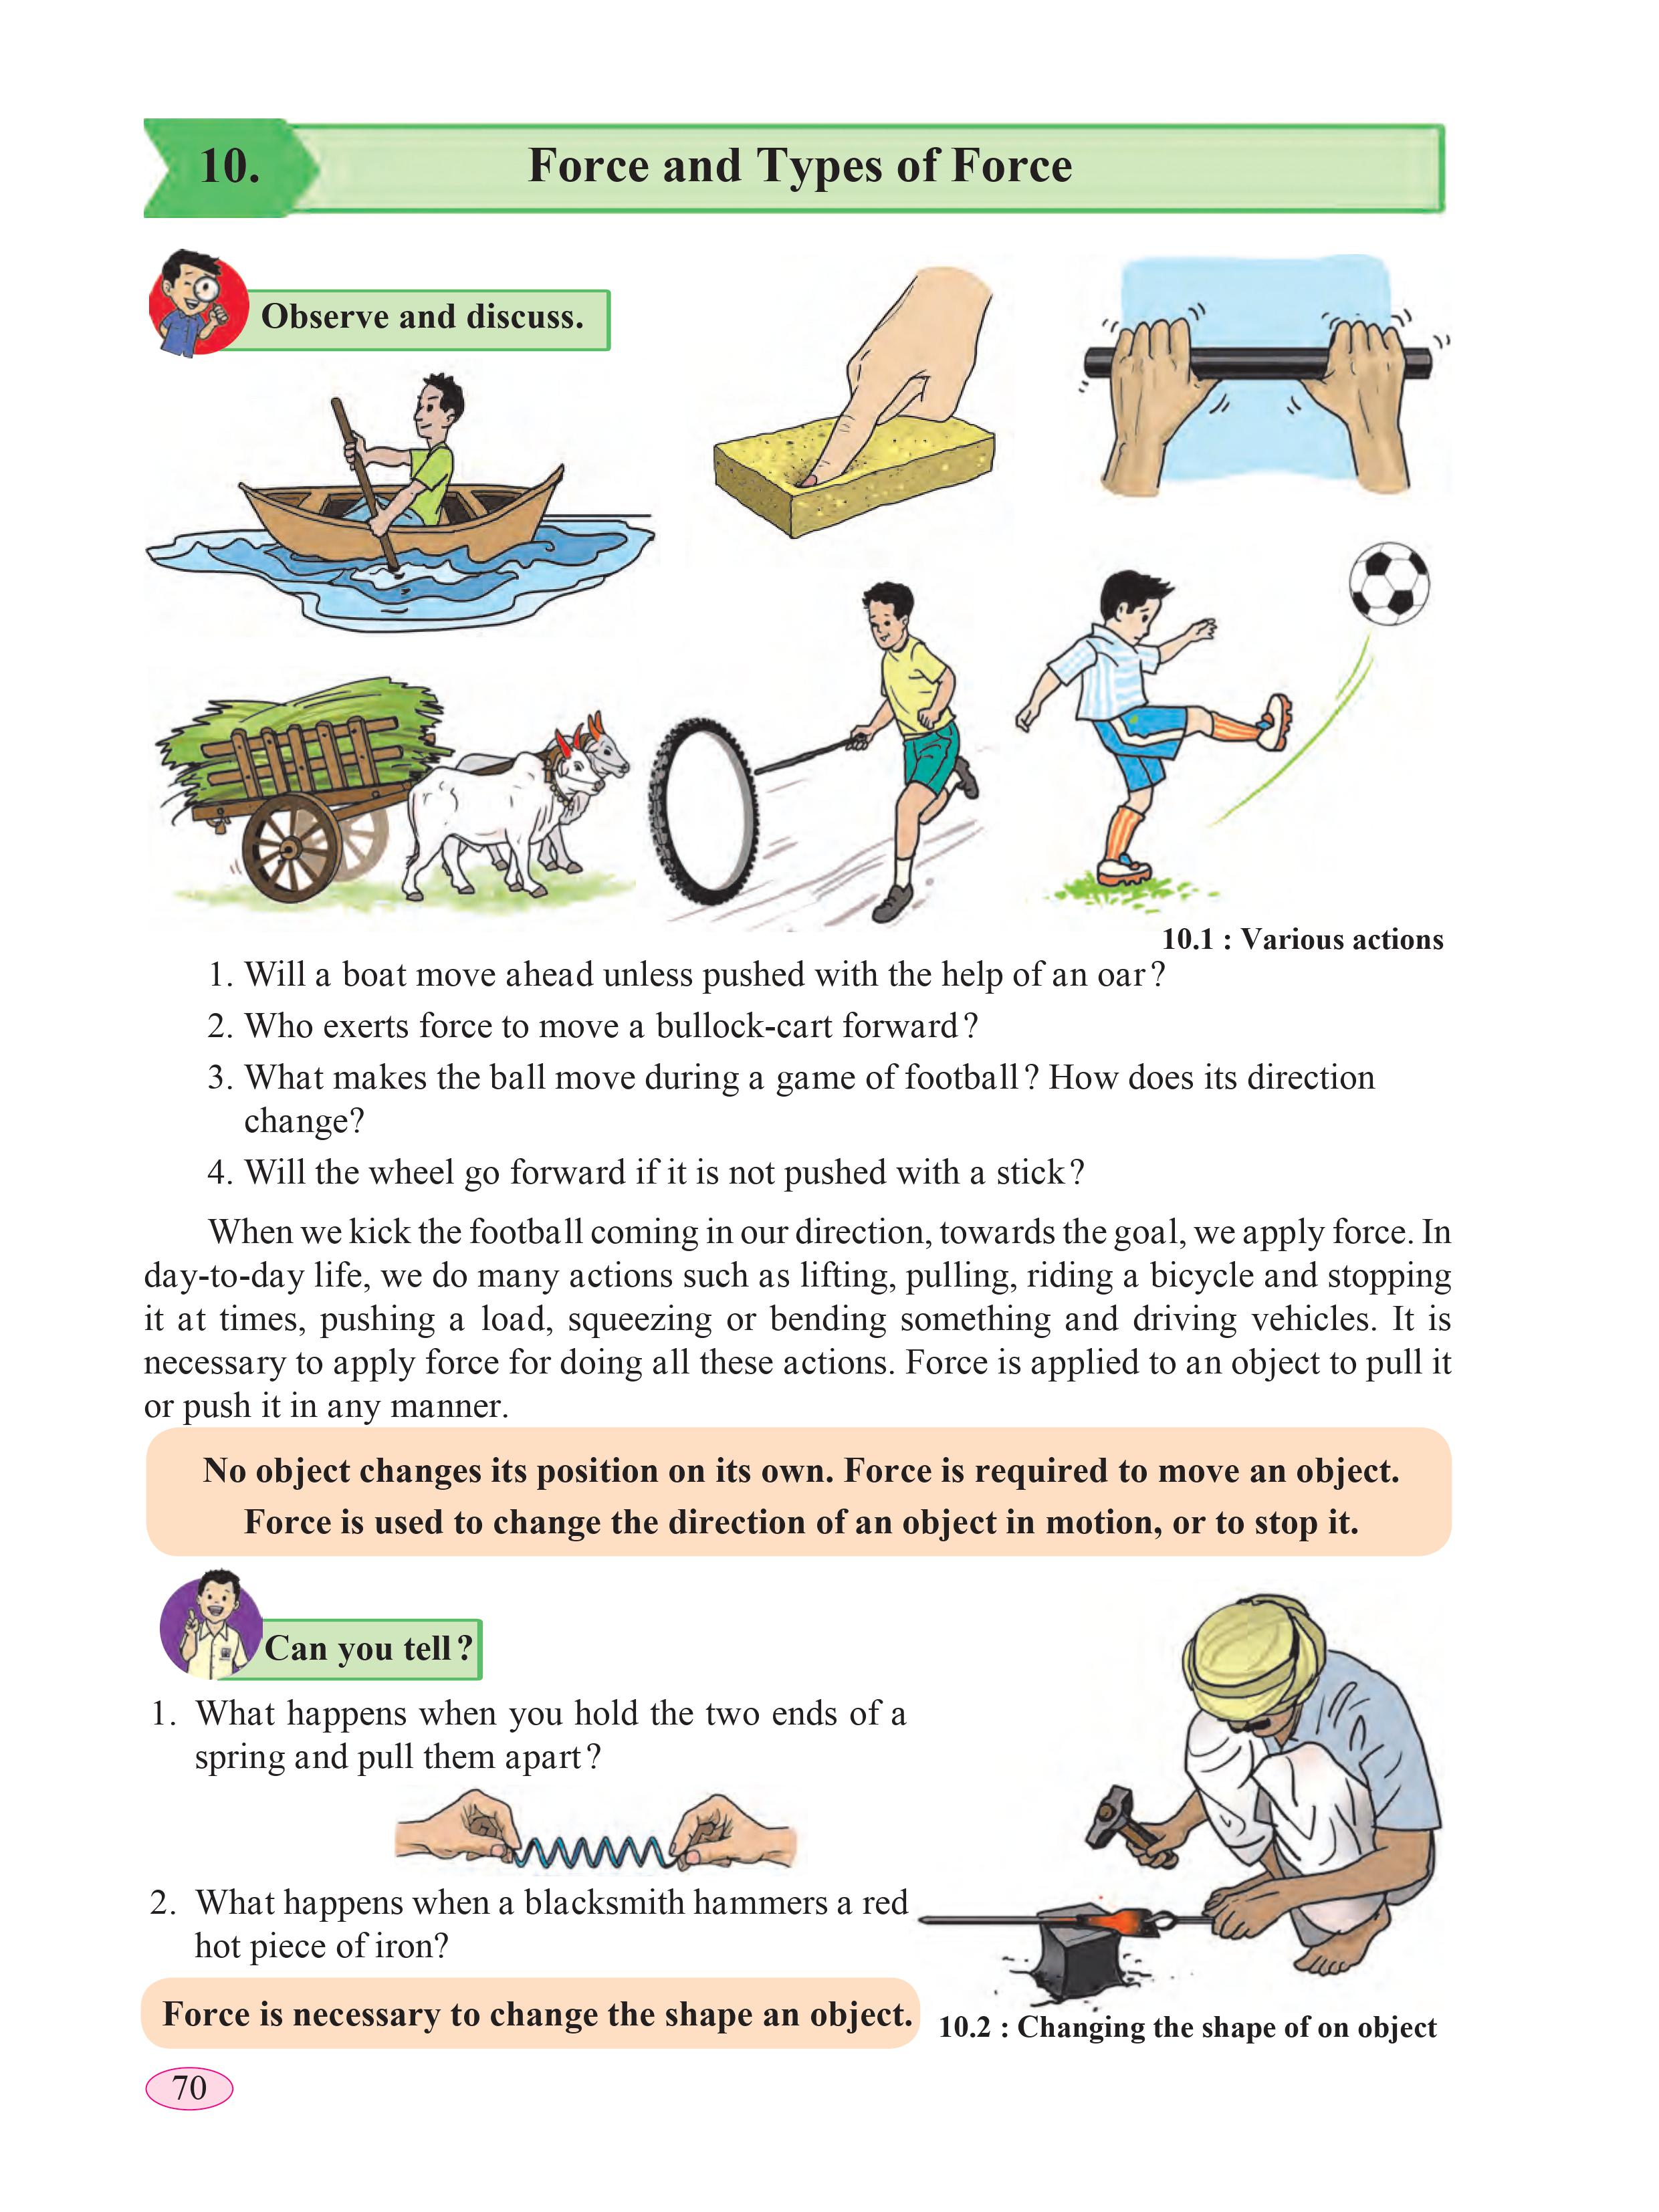 10.
Force and Types of Force
Observe and discuss.
10.1 : Various actions
1. Will a boat move ahead unless pushed with the help of an oar?
2. Who exerts force to move a bullock-cart forward?
3. What makes the ball move during a game of football? How does its direction
change?
4. Will the wheel go forward if it is not pushed with a stick?
When we kick the football coming in our direction, towards the goal, we apply force. In
day-to-day life, we do many actions such as lifting, pulling, riding a bicycle and stopping
it at times, pushing a load, squeezing or bending something and driving vehicles. It is
necessary to apply force for doing all these actions. Force is applied to an object to pull it
or push it in any manner.
No object changes its position on its own. Force is required to move an object.
Force is used to change the direction of an object in motion, or to stop it.
Can you tell?
1. What happens when you hold the two ends of a
spring and pull them apart?
2. What happens when a blacksmith hammers a red
hot piece of iron?
Force is necessary to change the shape an object.
10.2 : Changing the shape of on object
70